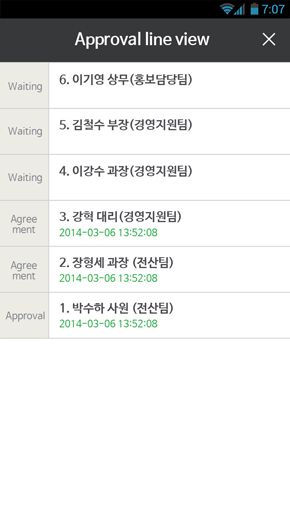 7:07
Approval line view
Waiting
6. 이기영 상무(홍보담당팀)
Waiting
5. 김철수 부장(경영지원팀)
Waiting
4. 이강수 과장(경영지원팀)
Agree
ment
3. 강혁 대리(경영지원팀)
2014-03-06 13:52:08
Agree
ment
2. 장형세 과장 (전산팀)
2014-03-06 13:52:08
Approval
1. 박수하 사원 (전산팀)
2014-03-06 13:52:08